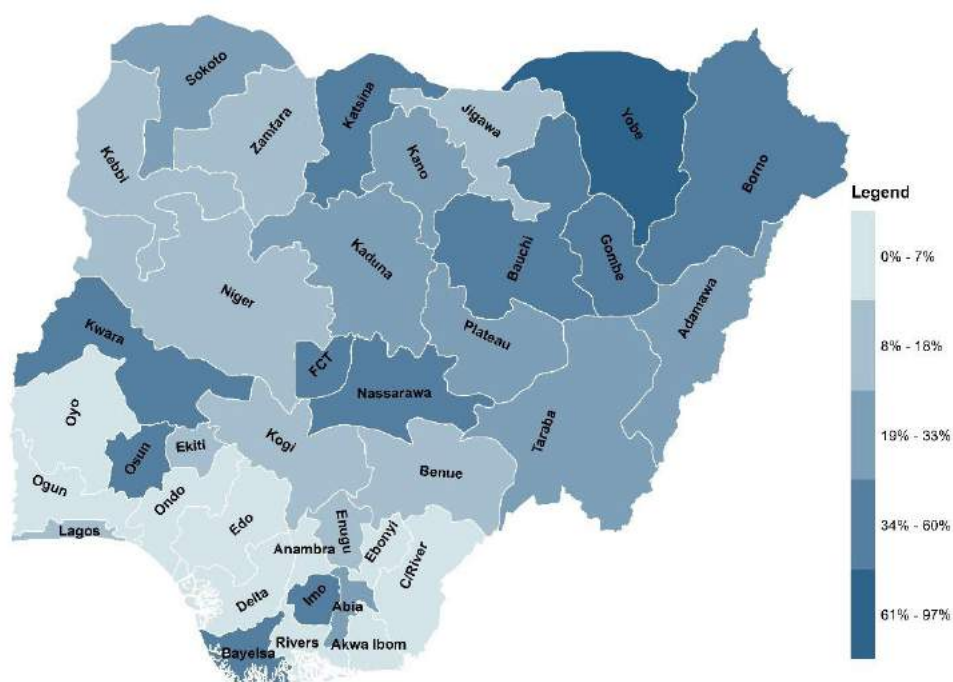 Sokoto
Katsina
Zamfara
Jigawa
Yobe
Kebbi
Kano
Borno
Legend
0% - 7%
Bauchi
Gombe
Kaduna
Niger
Adamawa
Plateau
8% - 18%
Kwara
FCT
Nassarawa
19% - 33%
Oyo
Taraba
Osun
Ekiti
Kogi
Benue
Ogun
Ondo
Edo
Lagos
Enugu
Ebonyi
Anambra
C/River
34% - 60%
Delta
Imo
Abia
Bayelsa
Rivers
Akwa Ibom
61% - 97%